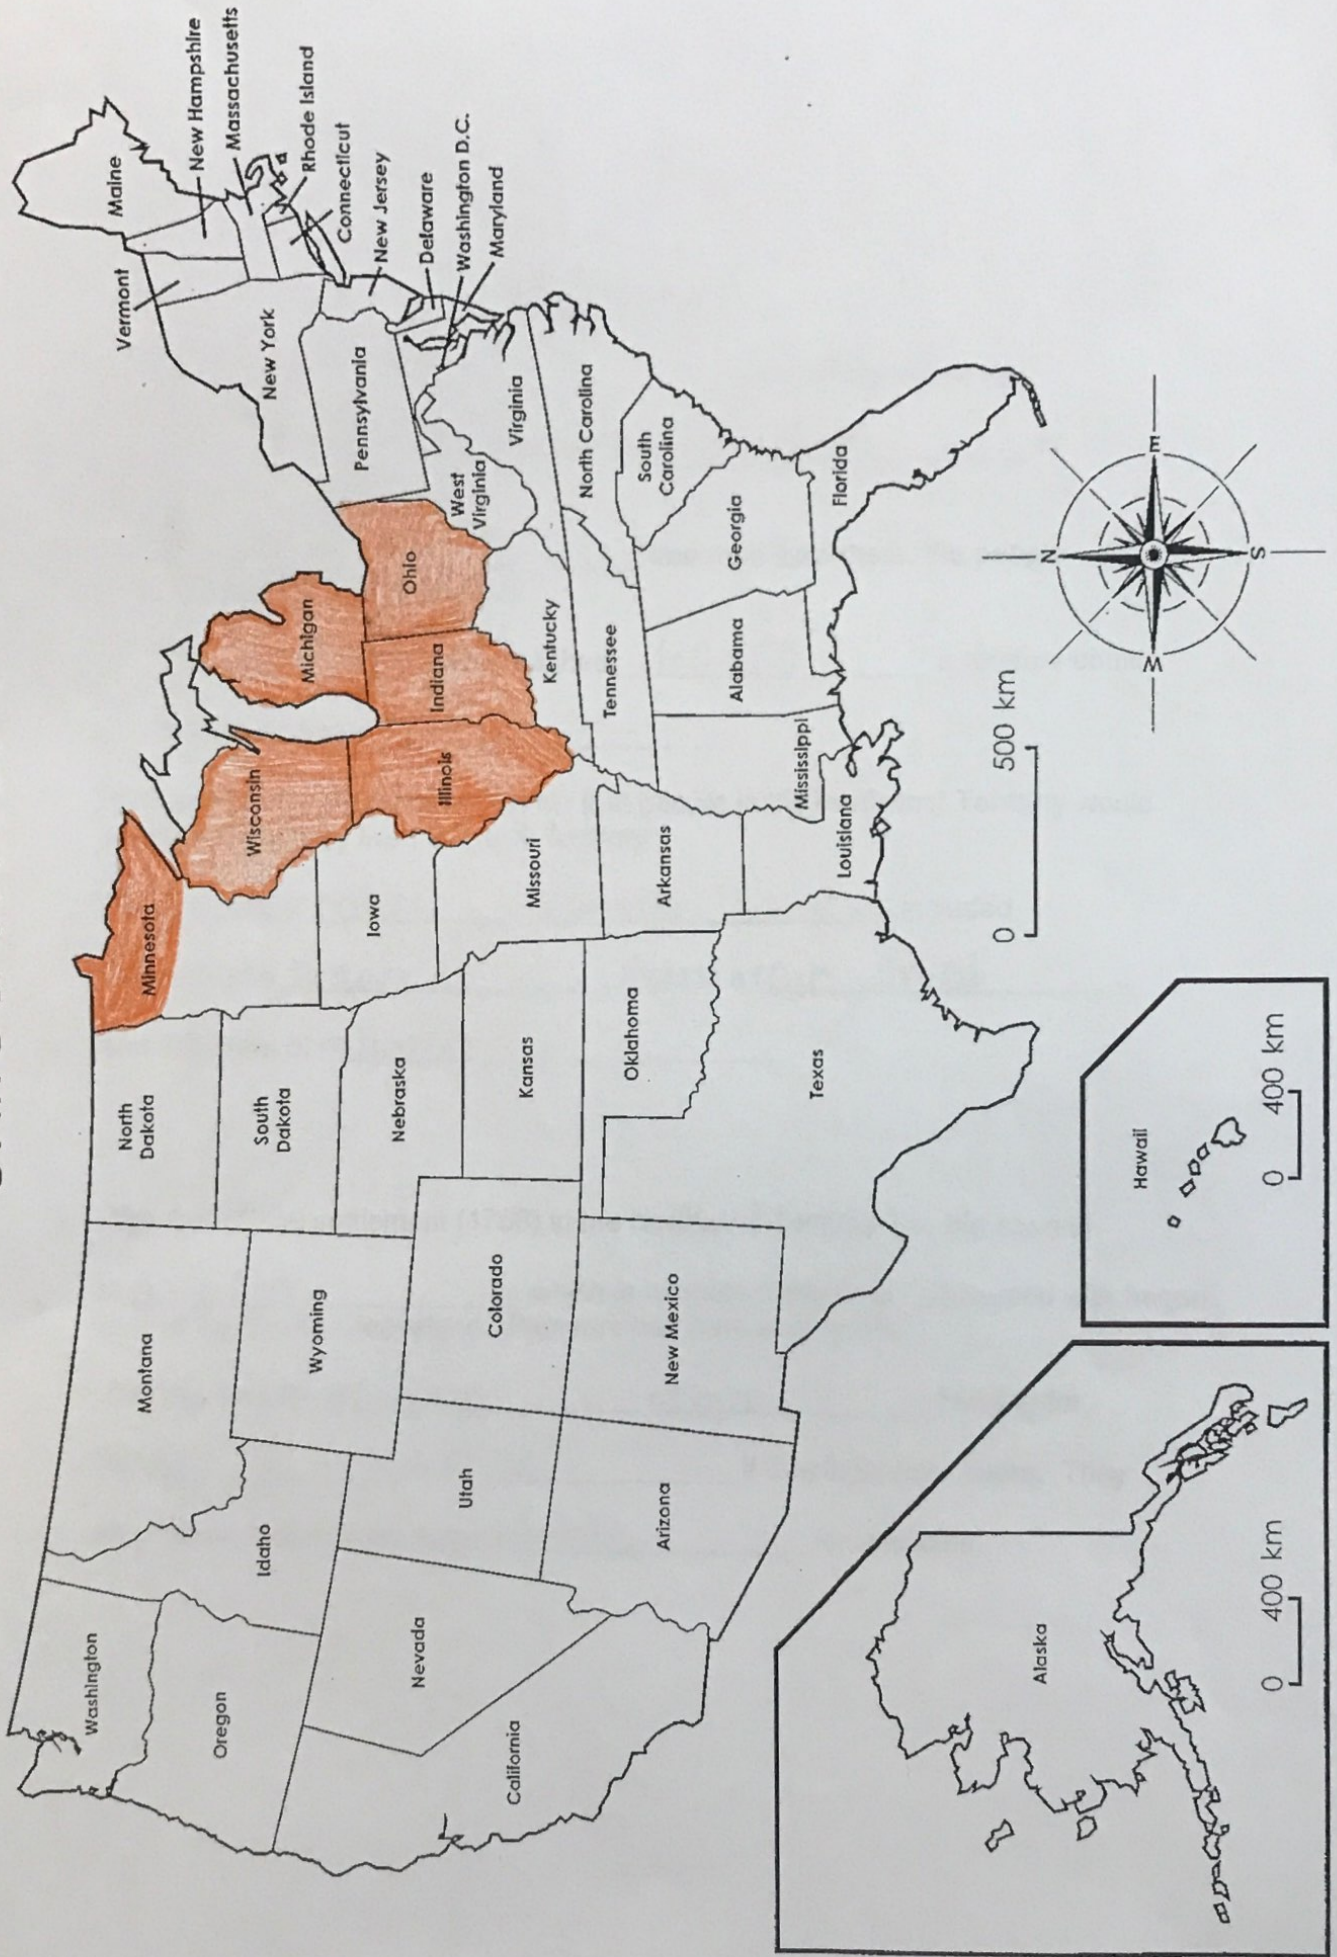 Washington
Oregon
California
Nevada
Idaho
Montana
Wyoming
Utah
Arizona
Colorado
New Mexico
North
Dakota
South
Dakota
Nebraska
Kansas
Oklahoma
Texas
Minnesota
Iowa
Missouri
Arkansas
Louisiana
Wisconsin
Illinois
Michigan
Indiana
Ohio
Kentucky
Tennessee
Mississippi
Alabama
Georgia
Florida
South
Carolina
North Carolina
Virginia
West
Virginia
Pennsylvania
New York
Vermont
Maine
New Hampshire
Massachusetts
Rhode Island
Connecticut
New Jersey
Delaware
Washington D.C.
Maryland
Alaska
0 400 km
Hawaii
0 400 km
0 500 km
N
E
S
W